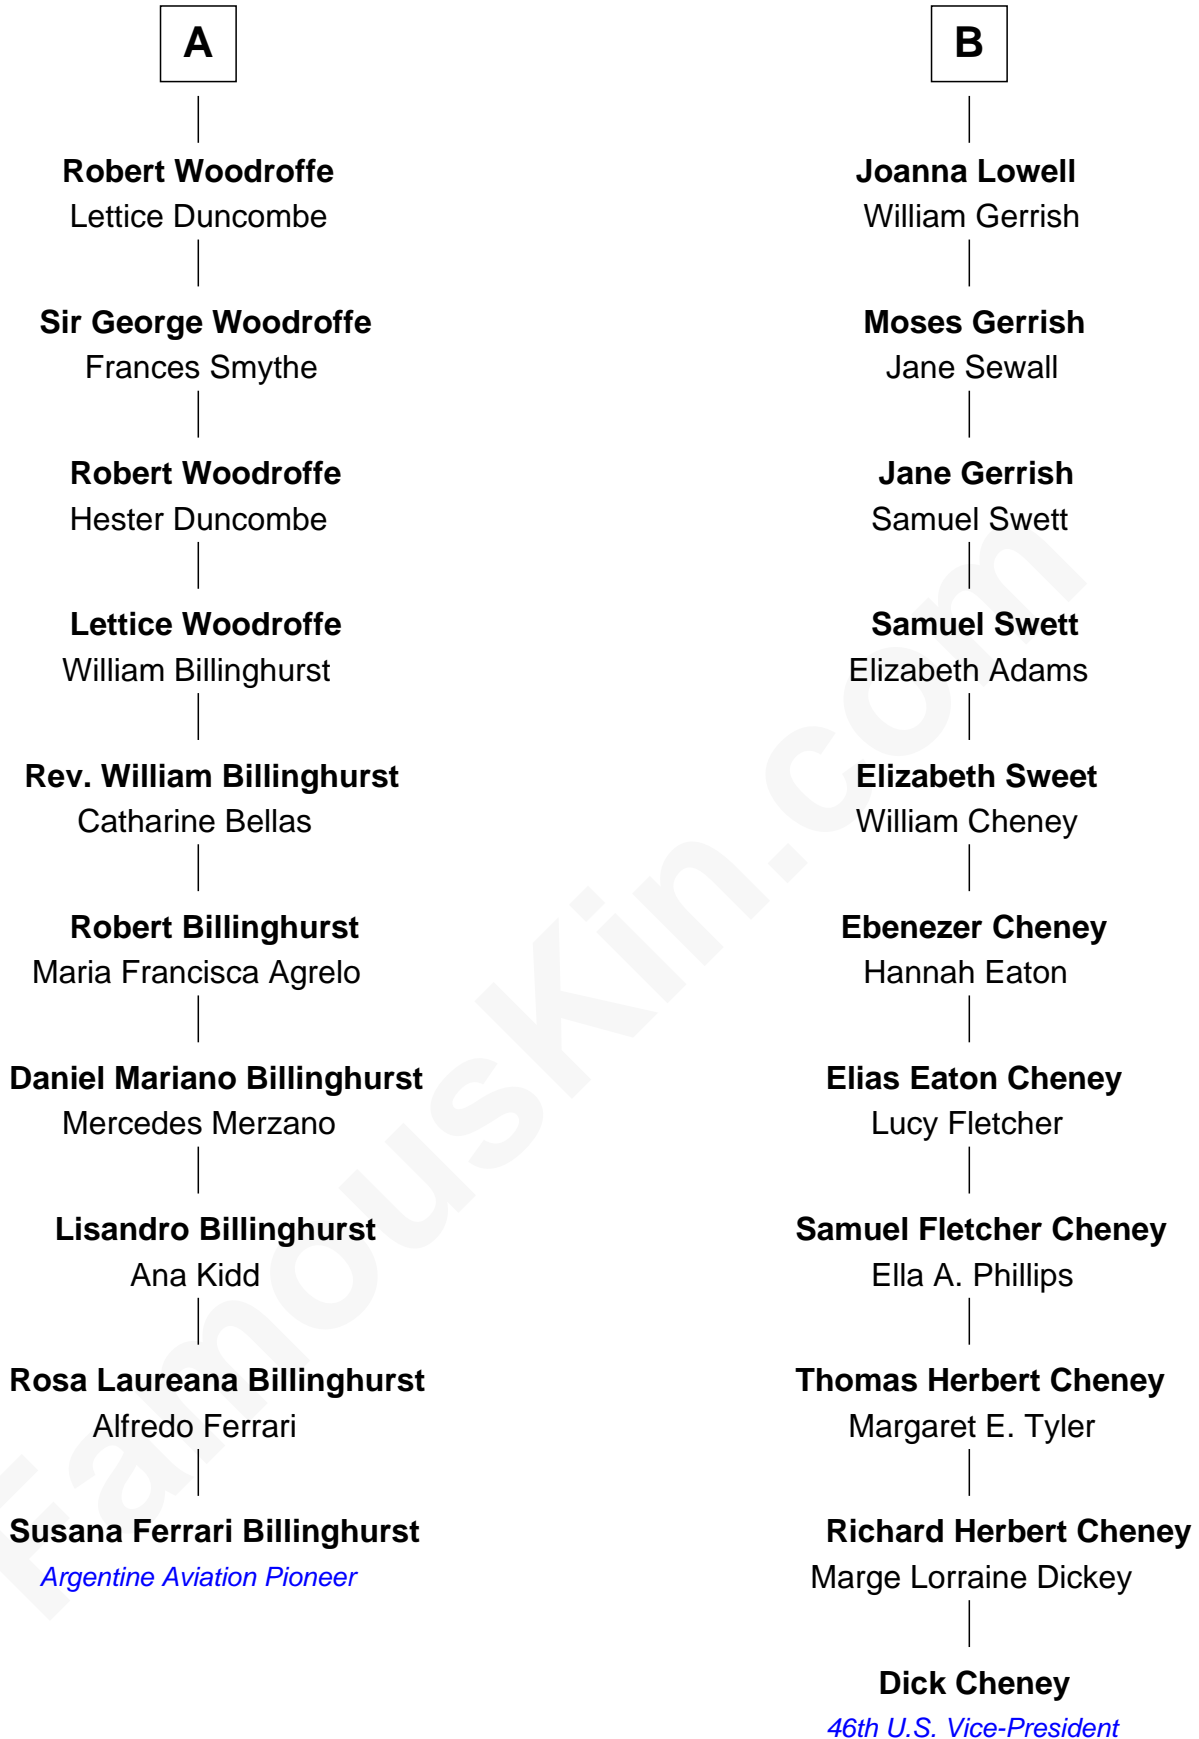 A
Robert Woodroffe
Lettice Duncombe
Sir George Woodroffe
Frances Smythe
Robert Woodroffe
Hester Duncombe
Lettice Woodroffe
William Billinghurst
Rev. William Billinghurst
Catharine Bellas
Robert Billinghurst
Maria Francisca Agrelo
Daniel Mariano Billinghurst
Mercedes Merzano
Lisandro Billinghurst
Ana Kidd
Rosa Laureana Billinghurst
Alfredo Ferrari
Susana Ferrari Billinghurst
Argentine Aviation Pioneer
B
Joanna Lowell
William Gerrish
Moses Gerrish
Jane Sewall
Jane Gerrish
Samuel Swett
Samuel Swett
Elizabeth Adams
Elizabeth Sweet
William Cheney
Ebenezer Cheney
Hannah Eaton
Elias Eaton Cheney
Lucy Fletcher
Samuel Fletcher Cheney
Ella A. Phillips
Thomas Herbert Cheney
Margaret E. Tyler
Richard Herbert Cheney
Marge Lorraine Dickey
Dick Cheney
46th U.S. Vice-President
FamousKin.com